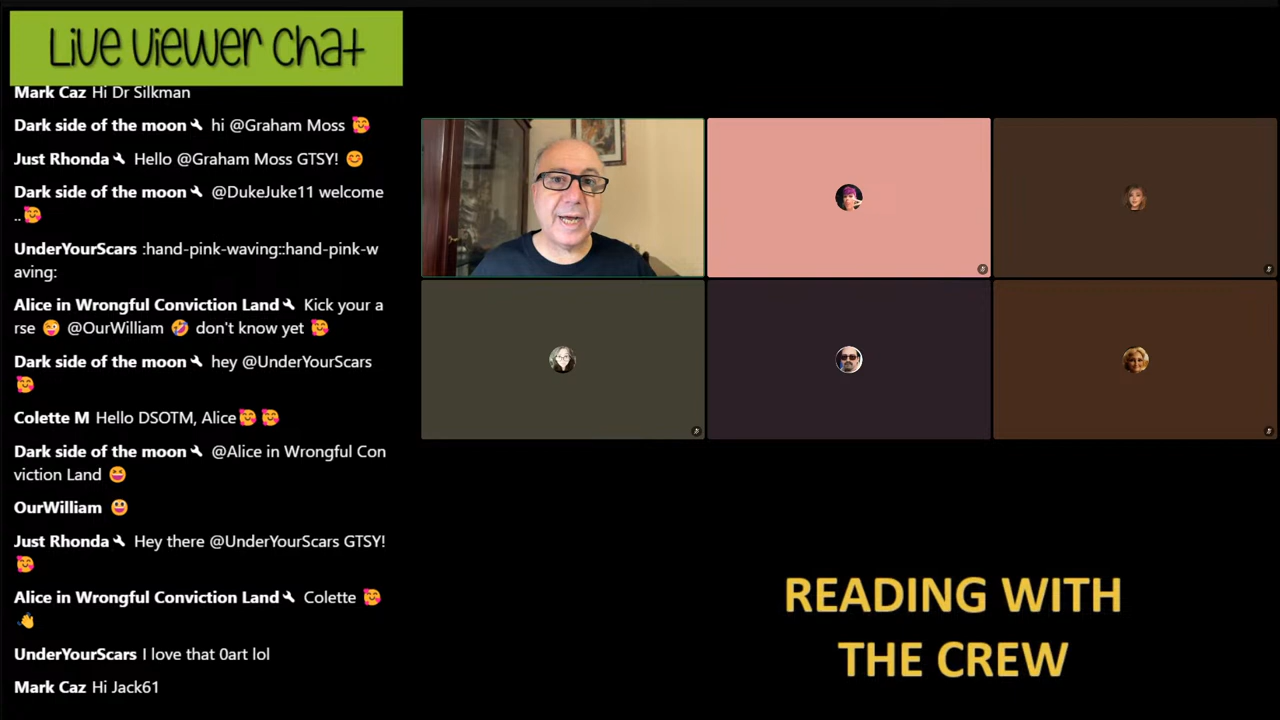 Live Viewer Chat
Mark Caz Hi Dr Silkman
Dark side of the moon hi @Graham Moss 🥰
Just Rhonda Hello @Graham Moss GTSY! 😊
Dark side of the moon @DukeJuke11 welcome
..🥰
UnderYourScars :hand-pink-waving::hand-pink-w
aving:
Alice in Wrongful Conviction Land Kick your a
rse 😜 @OurWilliam 🤣 don't know yet 🥰
Dark side of the moon hey @UnderYourScars
🥰
Colette M Hello DSOTM, Alice🥰 🥰
Dark side of the moon @Alice in Wrongful Con
viction Land 😆
OurWilliam 😃
Just Rhonda Hey there @UnderYourScars GTSY!
🥰
Alice in Wrongful Conviction Land Colette 🥰
👋
UnderYourScars I love that 0art lol
Mark Caz Hi Jack61
READING WITH
THE CREW